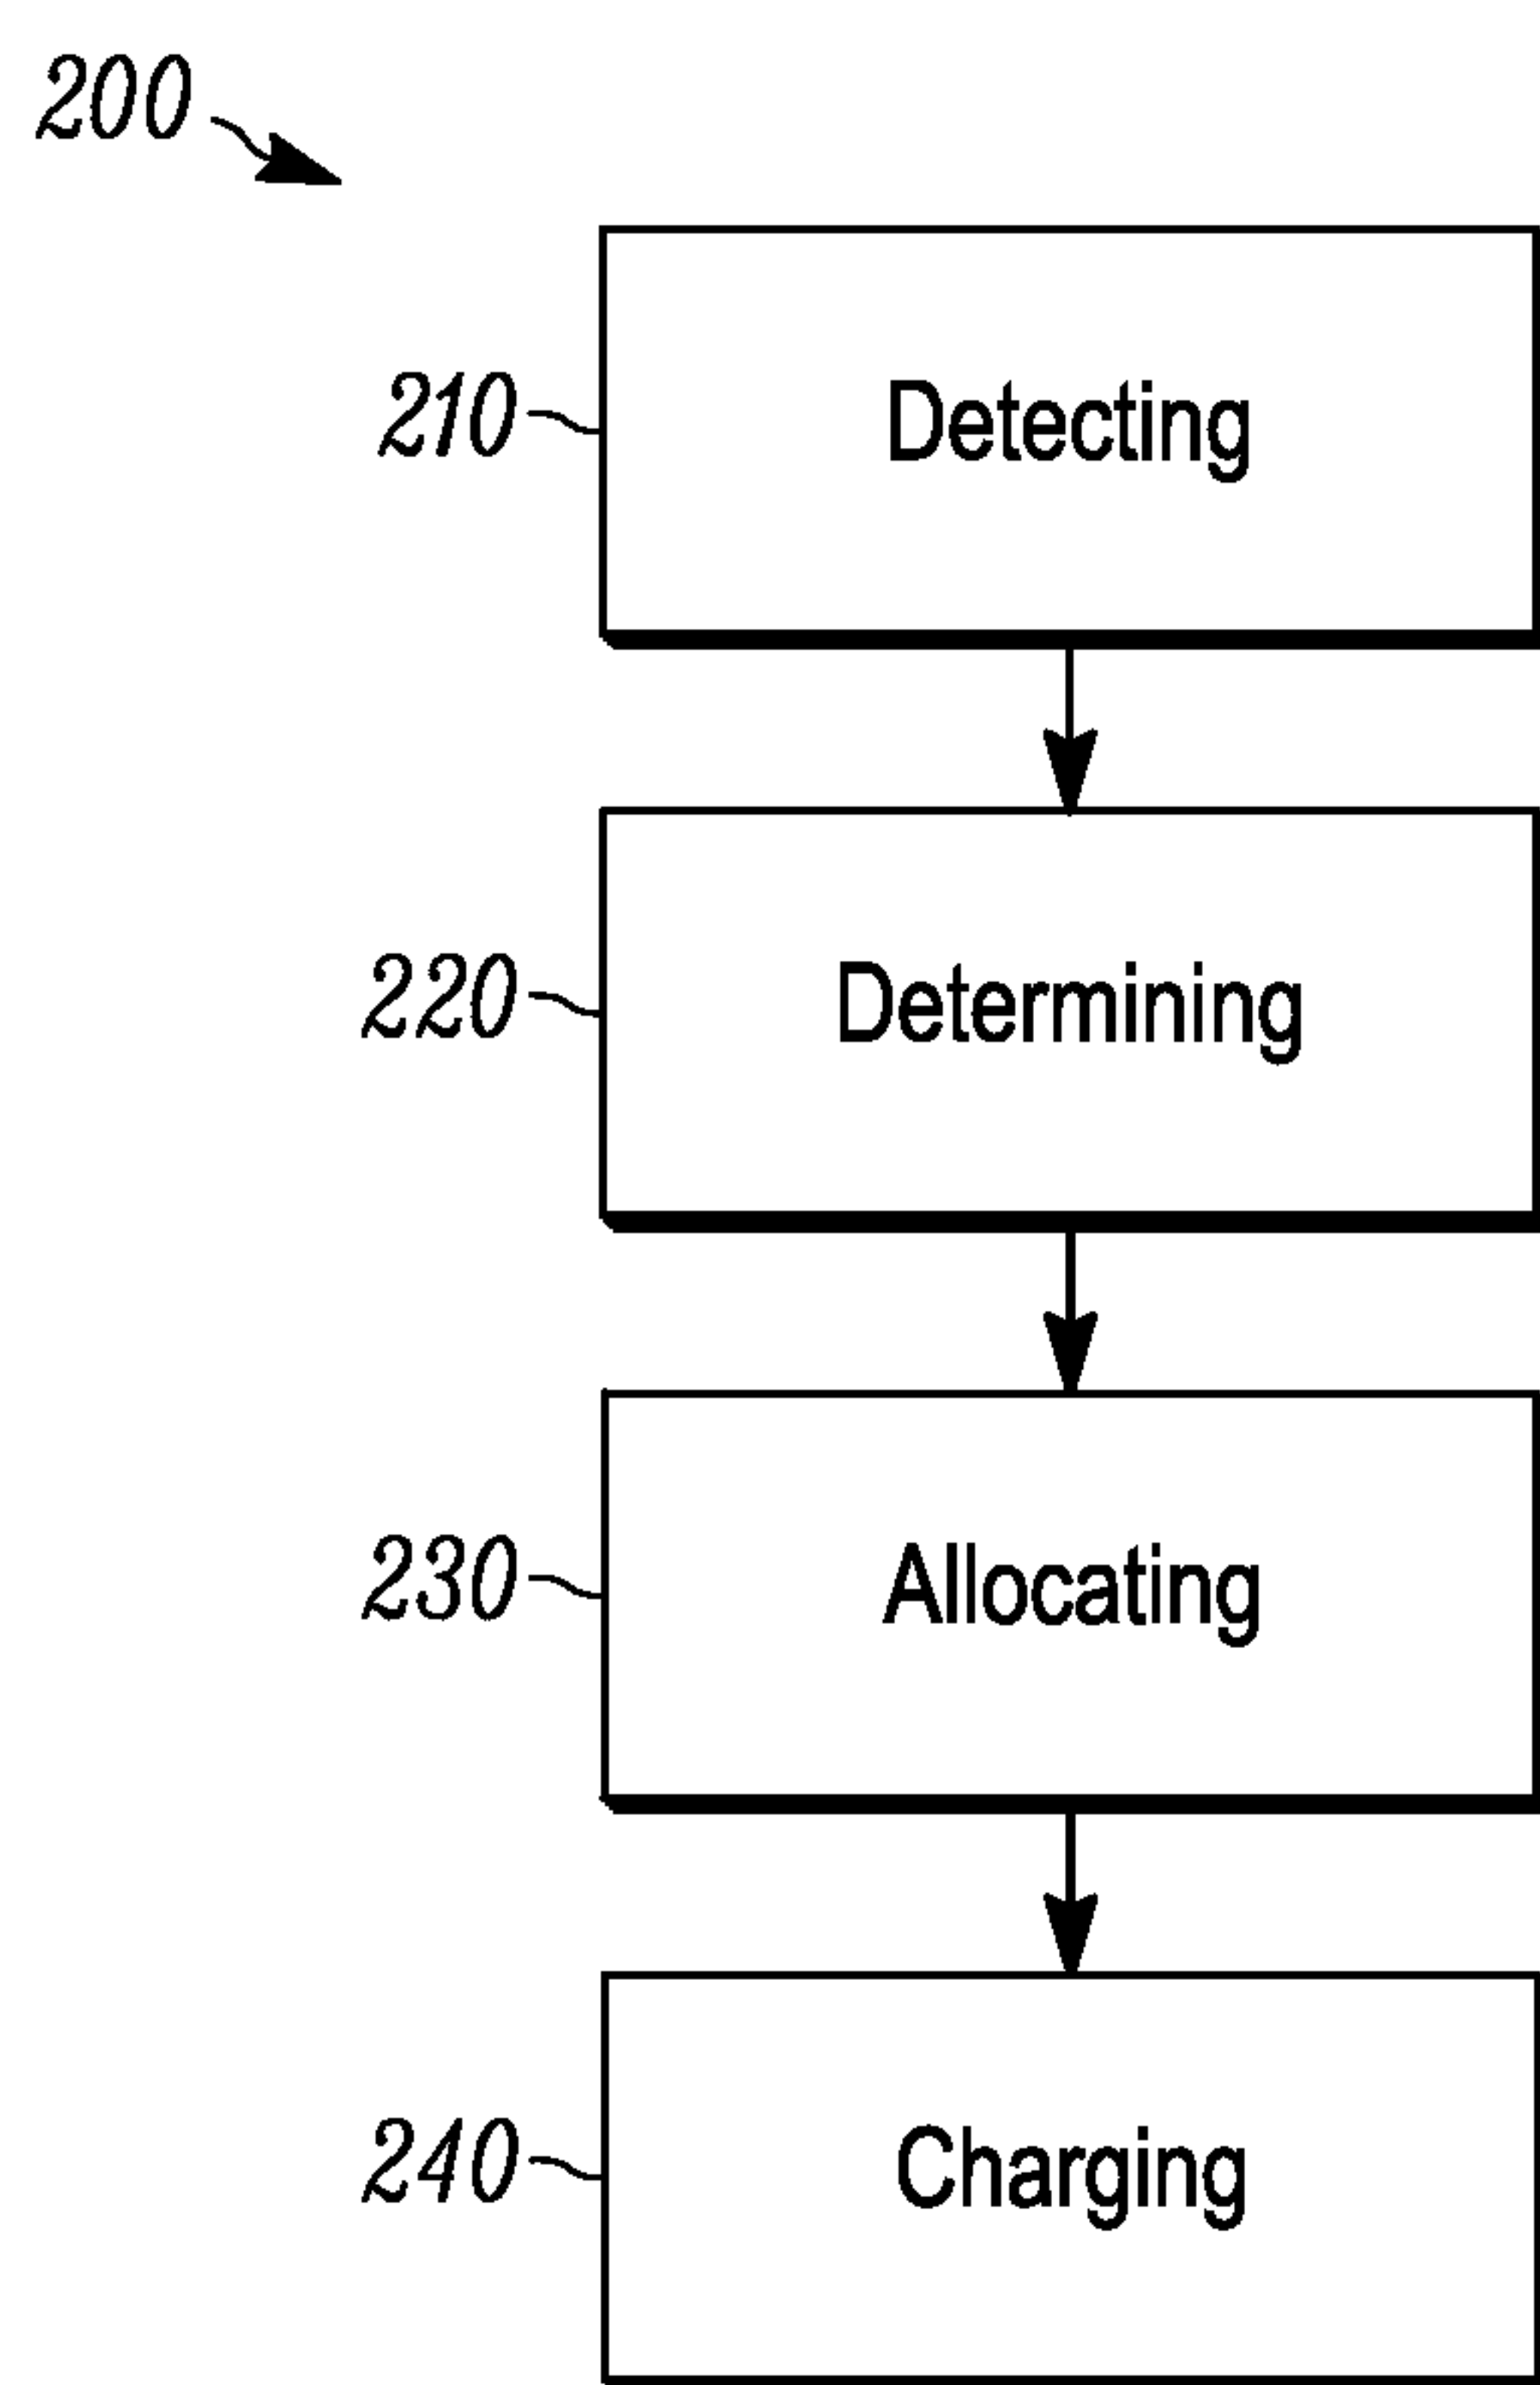 200
210 Detecting
220 Determining
230 Allocating
240 Charging